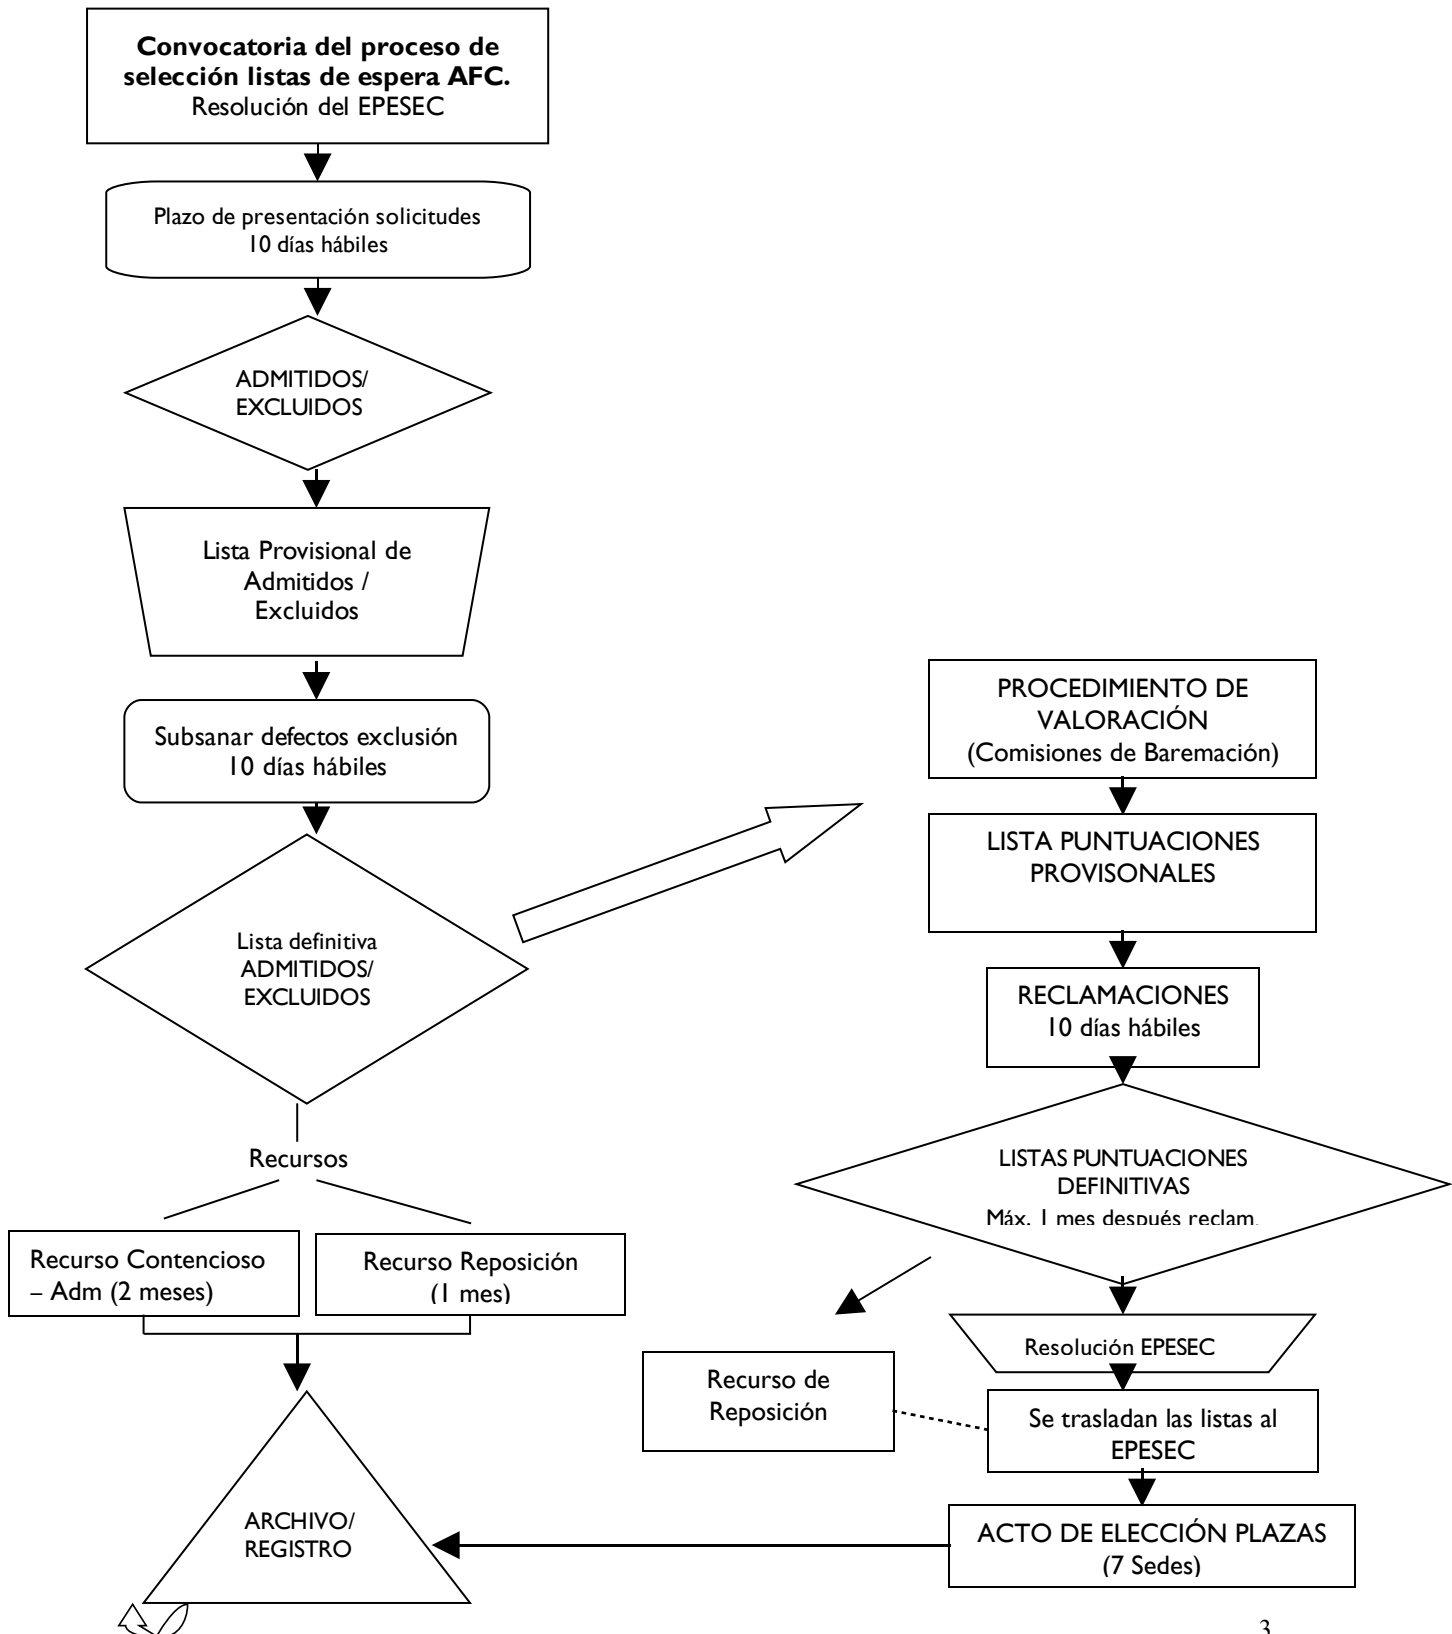 Convocatoria del proceso de
selección listas de espera AFC.
Resolución del EPESEC
Plazo de presentación solicitudes
10 días hábiles
ADMITIDOS/
EXCLUIDOS
Lista Provisional de
Admitidos /
Excluidos
Subsanar defectos exclusión
10 días hábiles
Lista definitiva
ADMITIDOS/
EXCLUIDOS
Recursos
Recurso Contencioso
– Adm (2 meses)
Recurso Reposición
(1 mes)
ARCHIVO/
REGISTRO
PROCEDIMIENTO DE
VALORACIÓN
(Comisiones de Baremación)
LISTA PUNTUACIONES
PROVISONALES
RECLAMACIONES
10 días hábiles
LISTAS PUNTUACIONES
DEFINITIVAS
Máx. 1 mes después reclam.
Resolución EPESEC
Recurso de
Reposición
Se trasladan las listas al
EPESEC
ACTO DE ELECCIÓN PLAZAS
(7 Sedes)
3